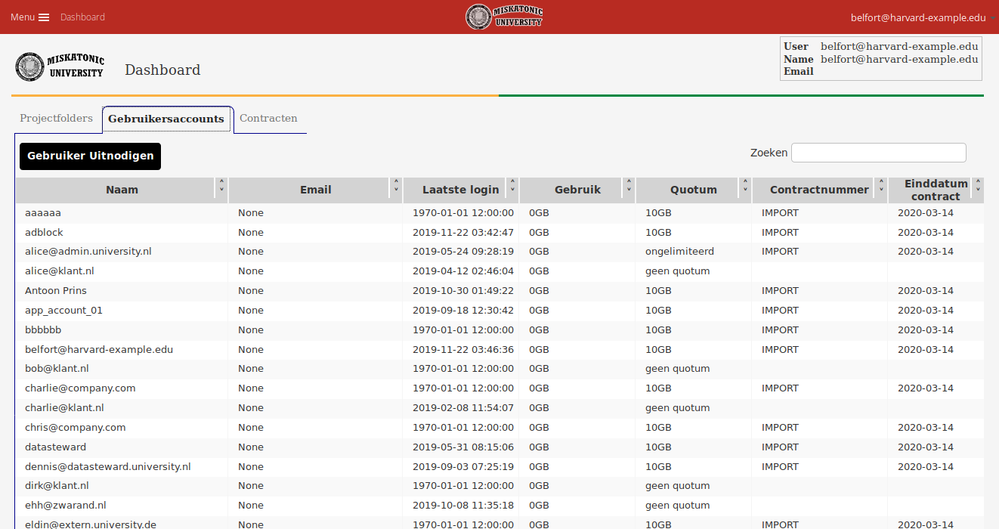 Menu Dashboard MISKATONIC UNIVERSITY belfort@harvard-example.edu
MISKATONIC UNIVERSITY Dashboard
User belfort@harvard-example.edu
Name belfort@harvard-example.edu
Email
Projectfolders Gebruikersaccounts Contracten
Gebruiker Uitnodigen Zoeken
Naam Email Laatste login Gebruik Quotum Contractnummer Einddatum contract
aaaaaa None 1970-01-01 12:00:00 0GB 10GB IMPORT 2020-03-14
adblock None 2019-11-22 03:42:47 0GB 10GB IMPORT 2020-03-14
alice@admin.university.nl None 2019-05-24 09:28:19 0GB ongelimiteerd IMPORT 2020-03-14
alice@klant.nl None 2019-04-12 02:46:04 0GB geen quotum
Antoon Prins None 2019-10-30 01:49:22 0GB 10GB IMPORT 2020-03-14
app_account_01 None 2019-09-18 12:30:42 0GB 10GB IMPORT 2020-03-14
bbbbbb None 1970-01-01 12:00:00 0GB 10GB IMPORT 2020-03-14
belfort@harvard-example.edu None 2019-11-22 03:46:36 0GB 10GB IMPORT 2020-03-14
bob@klant.nl None 1970-01-01 12:00:00 0GB geen quotum
charlie@company.com None 1970-01-01 12:00:00 0GB 10GB IMPORT 2020-03-14
charlie@klant.nl None 2019-02-08 11:54:07 0GB geen quotum
chris@company.com None 1970-01-01 12:00:00 0GB 10GB IMPORT 2020-03-14
datasteward None 2019-05-31 08:15:06 0GB 10GB IMPORT 2020-03-14
dennis@datasteward.university.nl None 2019-09-03 07:25:19 0GB 10GB IMPORT 2020-03-14
dirk@klant.nl None 1970-01-01 12:00:00 0GB geen quotum
ehh@zwarand.nl None 2019-10-08 11:35:18 0GB geen quotum
eldin@extern.university.de None 1970-01-01 12:00:00 0GB 10GB IMPORT 2020-03-14